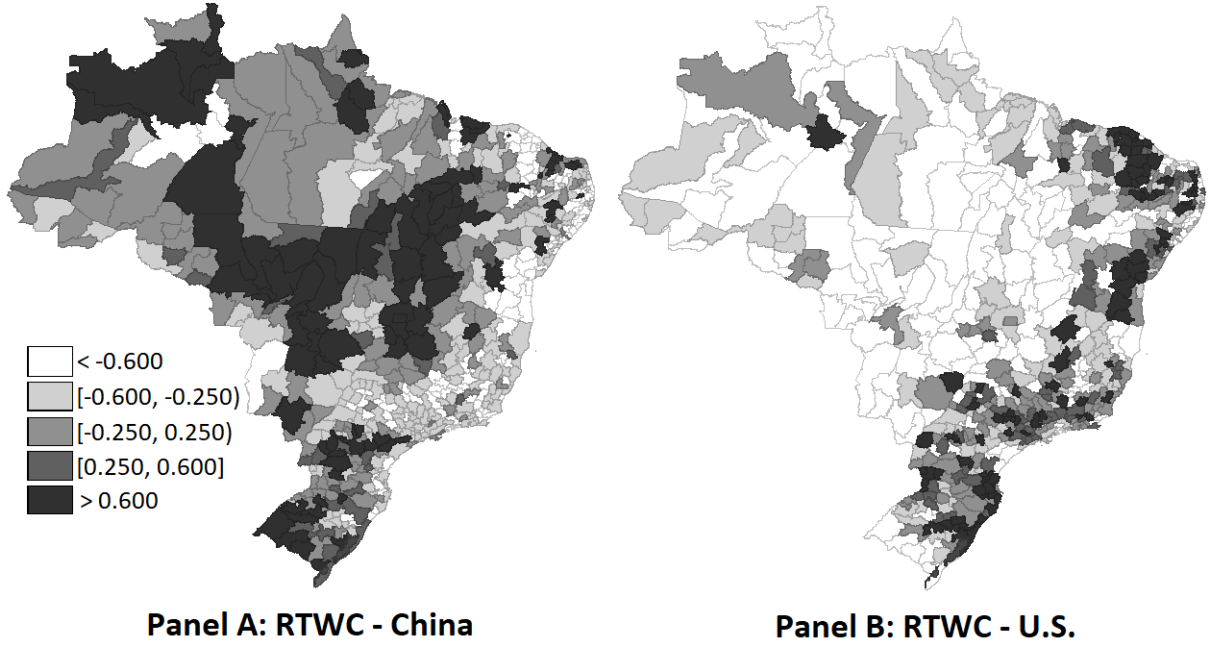 < -0.600
[-0.600, -0.250)
[-0.250, 0.250)
[0.250, 0.600]
> 0.600
Panel A: RTWC - China
Panel B: RTWC - U.S.